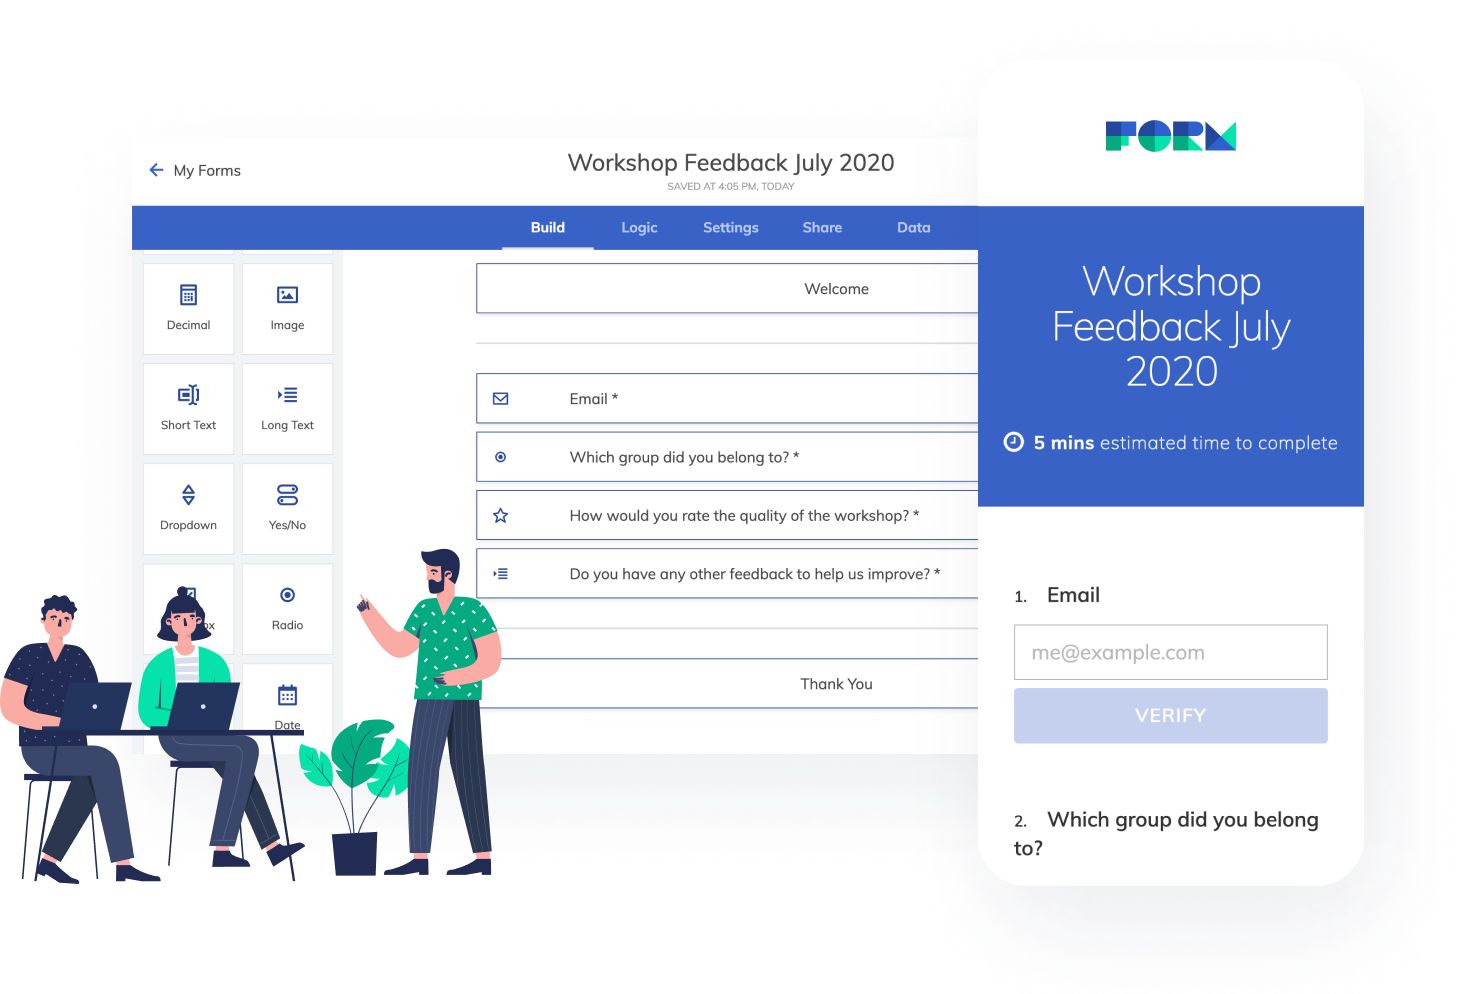 My Forms
Workshop Feedback July 2020
SAVED AT 4:05 PM, TODAY
Build Logic Settings Share Data
Decimal Image
Short Text Long Text
Dropdown Yes/No
Radio
Date
Welcome
Email *
Which group did you belong to? *
How would you rate the quality of the workshop? *
Do you have any other feedback to help us improve? *
Thank You
FORM
Workshop
Feedback July
2020
5 mins estimated time to complete
1. Email
me@example.com
VERIFY
2. Which group did you belong
to?